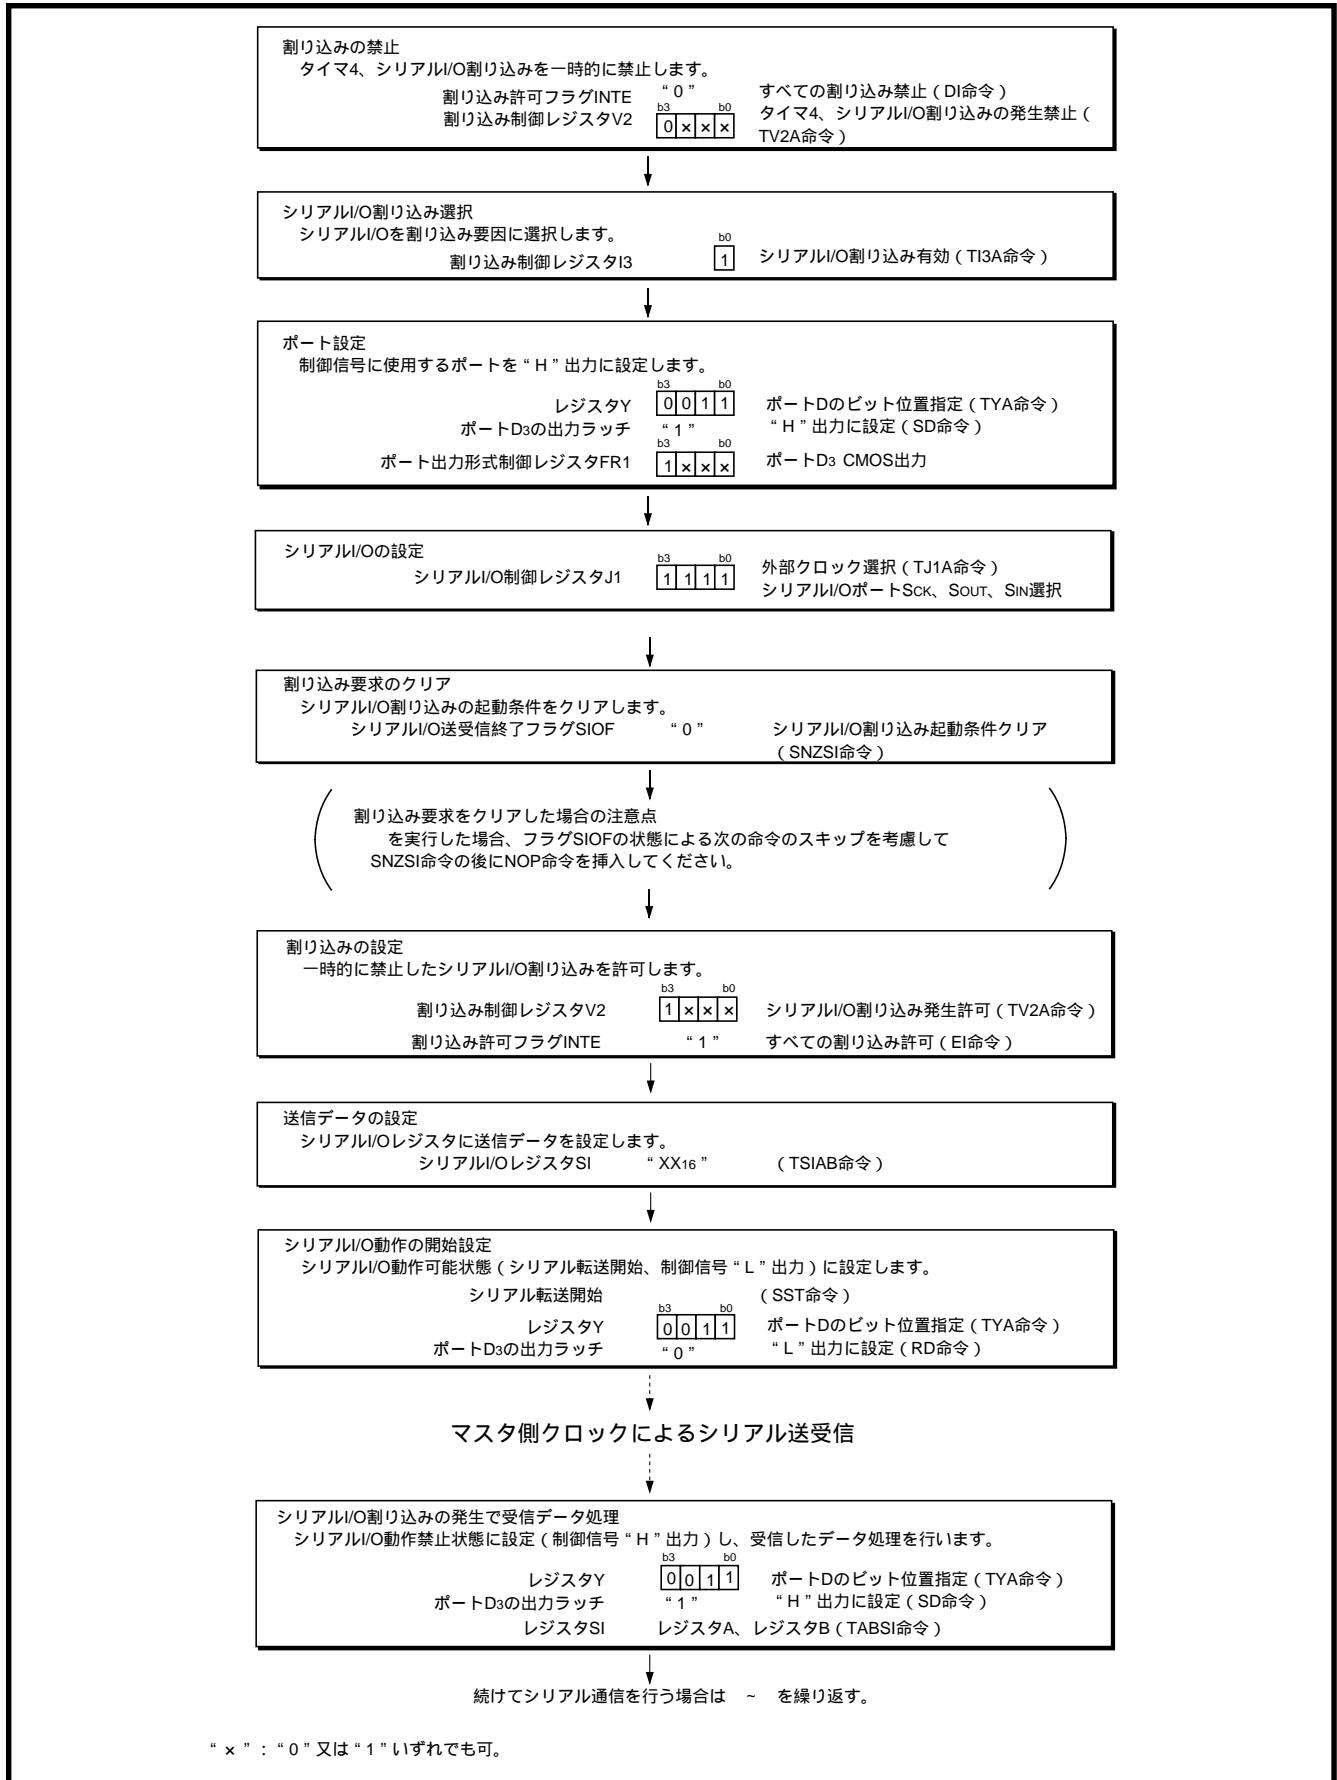 割り込みの禁止
タイマ4、シリアルI/O割り込みを一時的に禁止します。
割り込み許可フラグINTE “ 0 ” すべての割り込み禁止 ( DI命令 )
b3 b0
割り込み制御レジスタV2 0 × × × タイマ4、シリアルI/O割り込みの発生禁止 (
TV2A命令 )
シリアルI/O割り込み選択
シリアルI/Oを割り込み要因に選択します。
b0
割り込み制御レジスタI3 1 シリアルI/O割り込み有効 ( TI3A命令 )
ポート設定
制御信号に使用するポートを “ H ” 出力に設定します。
b3 b0
レジスタY 0 0 1 1 ポートDのビット位置指定 ( TYA命令 )
ポートD3の出力ラッチ “ 1 ” “ H ” 出力に設定 ( SD命令 )
b3 b0
ポート出力形式制御レジスタFR1 1 × × × ポートD3 CMOS出力
シリアルI/Oの設定
b3 b0
シリアルI/O制御レジスタJ1 1 1 1 1 外部クロック選択 ( TJ1A命令 )
シリアルI/OポートSCK、SOUT、SIN選択
割り込み要求のクリア
シリアルI/O割り込みの起動条件をクリアします。
シリアルI/O送受信終了フラグSIOF “ 0 ” シリアルI/O割り込み起動条件クリア
( SNZSI命令 )
割り込み要求をクリアした場合の注意点
を実行した場合、フラグSIOFの状態による次の命令のスキップを考慮して
SNZSI命令の後にNOP命令を挿入してください。
割り込みの設定
一時的に禁止したシリアルI/O割り込みを許可します。
b3 b0
割り込み制御レジスタV2 1 × × × シリアルI/O割り込み発生許可 ( TV2A命令 )
割り込み許可フラグINTE “ 1 ” すべての割り込み許可 ( EI命令 )
送信データの設定
シリアルI/Oレジスタに送信データを設定します。
シリアルI/OレジスタSI “ XX16 ” ( TSIAB命令 )
シリアルI/O動作の開始設定
シリアルI/O動作可能状態 ( シリアル転送開始、制御信号 “ L ” 出力 ) に設定します。
シリアル転送開始 ( SST命令 )
b3 b0
レジスタY 0 0 1 1 ポートDのビット位置指定 ( TYA命令 )
ポートD3の出力ラッチ “ 0 ” “ L ” 出力に設定 ( RD命令 )
マスタ側クロックによるシリアル送受信
シリアルI/O割り込みの発生で受信データ処理
シリアルI/O動作禁止状態に設定 ( 制御信号 “ H ” 出力 ) し、受信したデータ処理を行います。
b3 b0
レジスタY 0 0 1 1 ポートDのビット位置指定 ( TYA命令 )
ポートD3の出力ラッチ “ 1 ” “ H ” 出力に設定 ( SD命令 )
レジスタSI レジスタA、レジスタB ( TABSI命令 )
続けてシリアル通信を行う場合は ~ を繰り返す。
“ × ” : “ 0 ” 又は “ 1 ” いずれでも可。